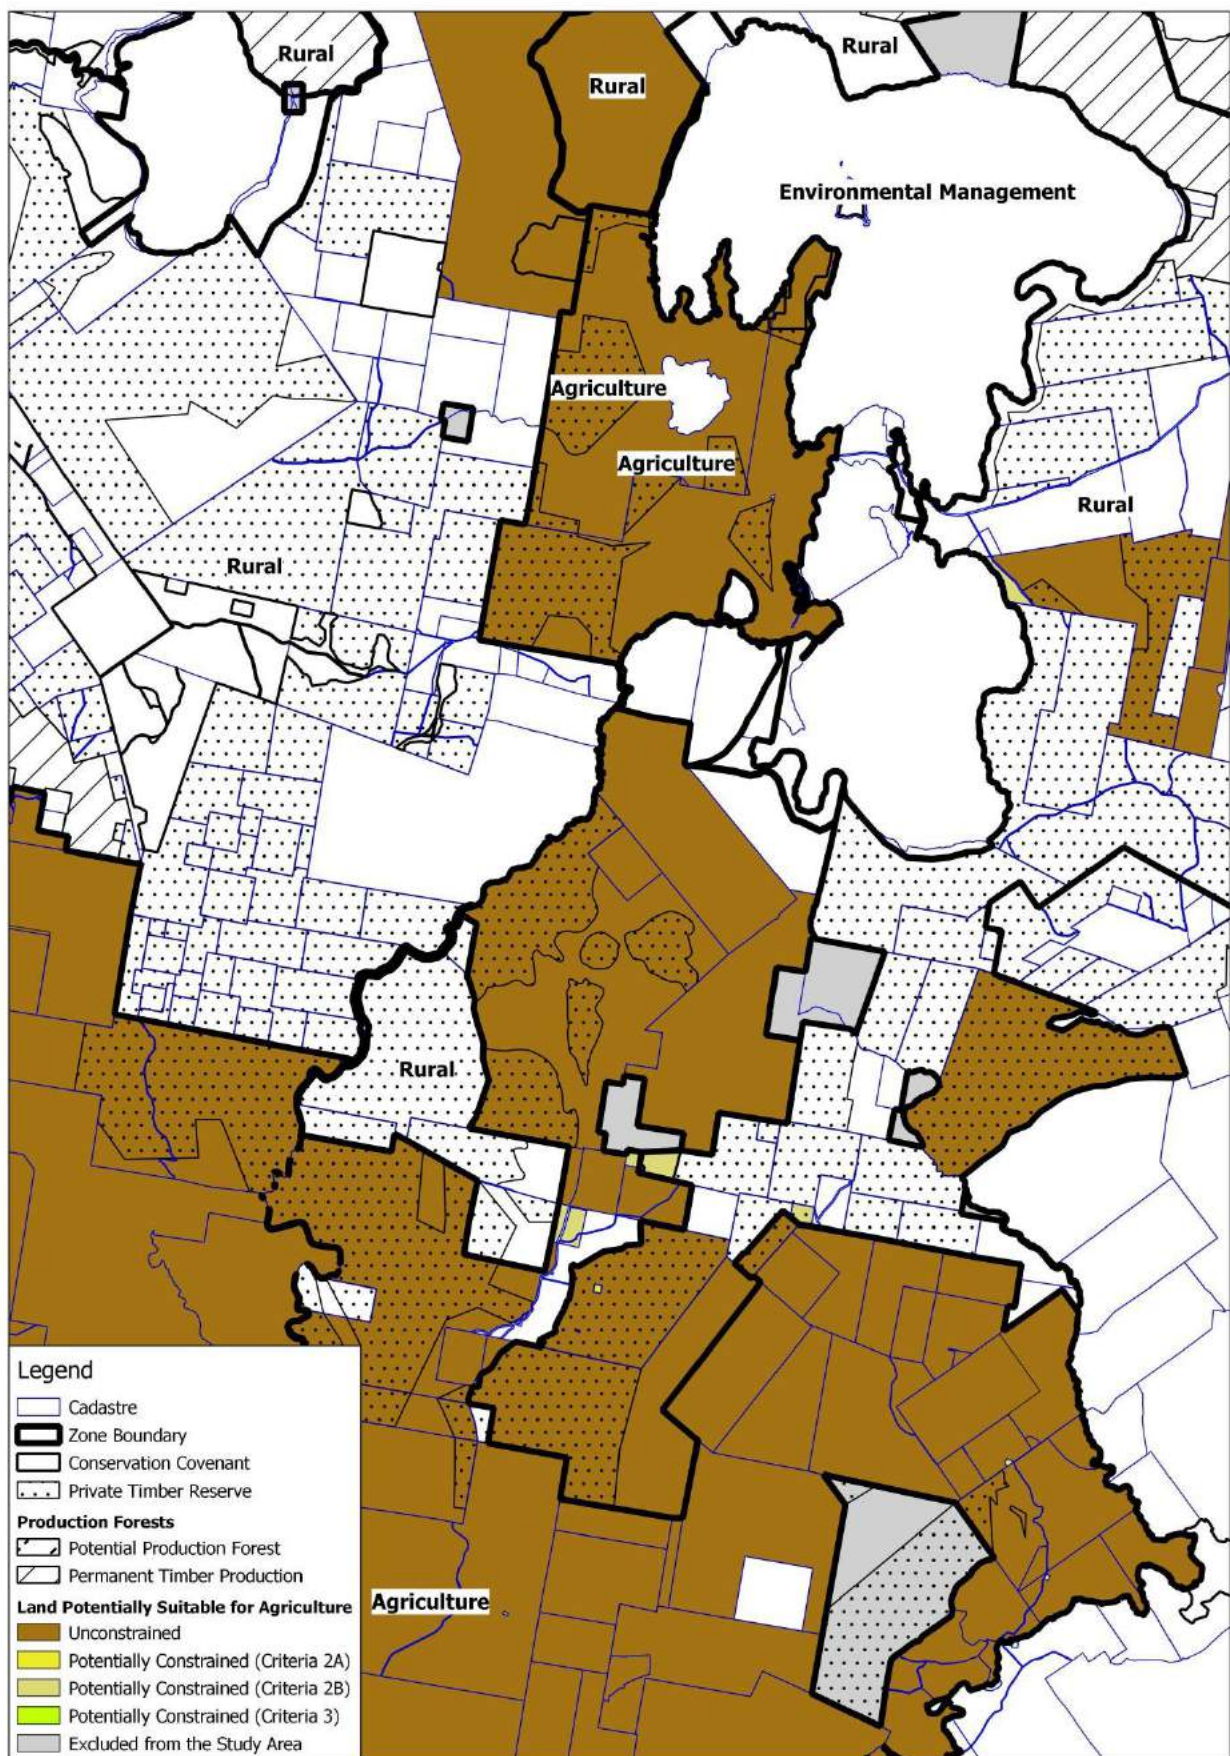 Rural
Rural
Rural
Environmental Management
Agriculture
Agriculture
Rural
Rural
Rural
Agriculture
Legend
Cadastre
Zone Boundary
Conservation Covenant
Private Timber Reserve
Production Forests
Potential Production Forest
Permanent Timber Production
Land Potentially Suitable for Agriculture
Unconstrained
Potentially Constrained (Criteria 2A)
Potentially Constrained (Criteria 2B)
Potentially Constrained (Criteria 3)
Excluded from the Study Area